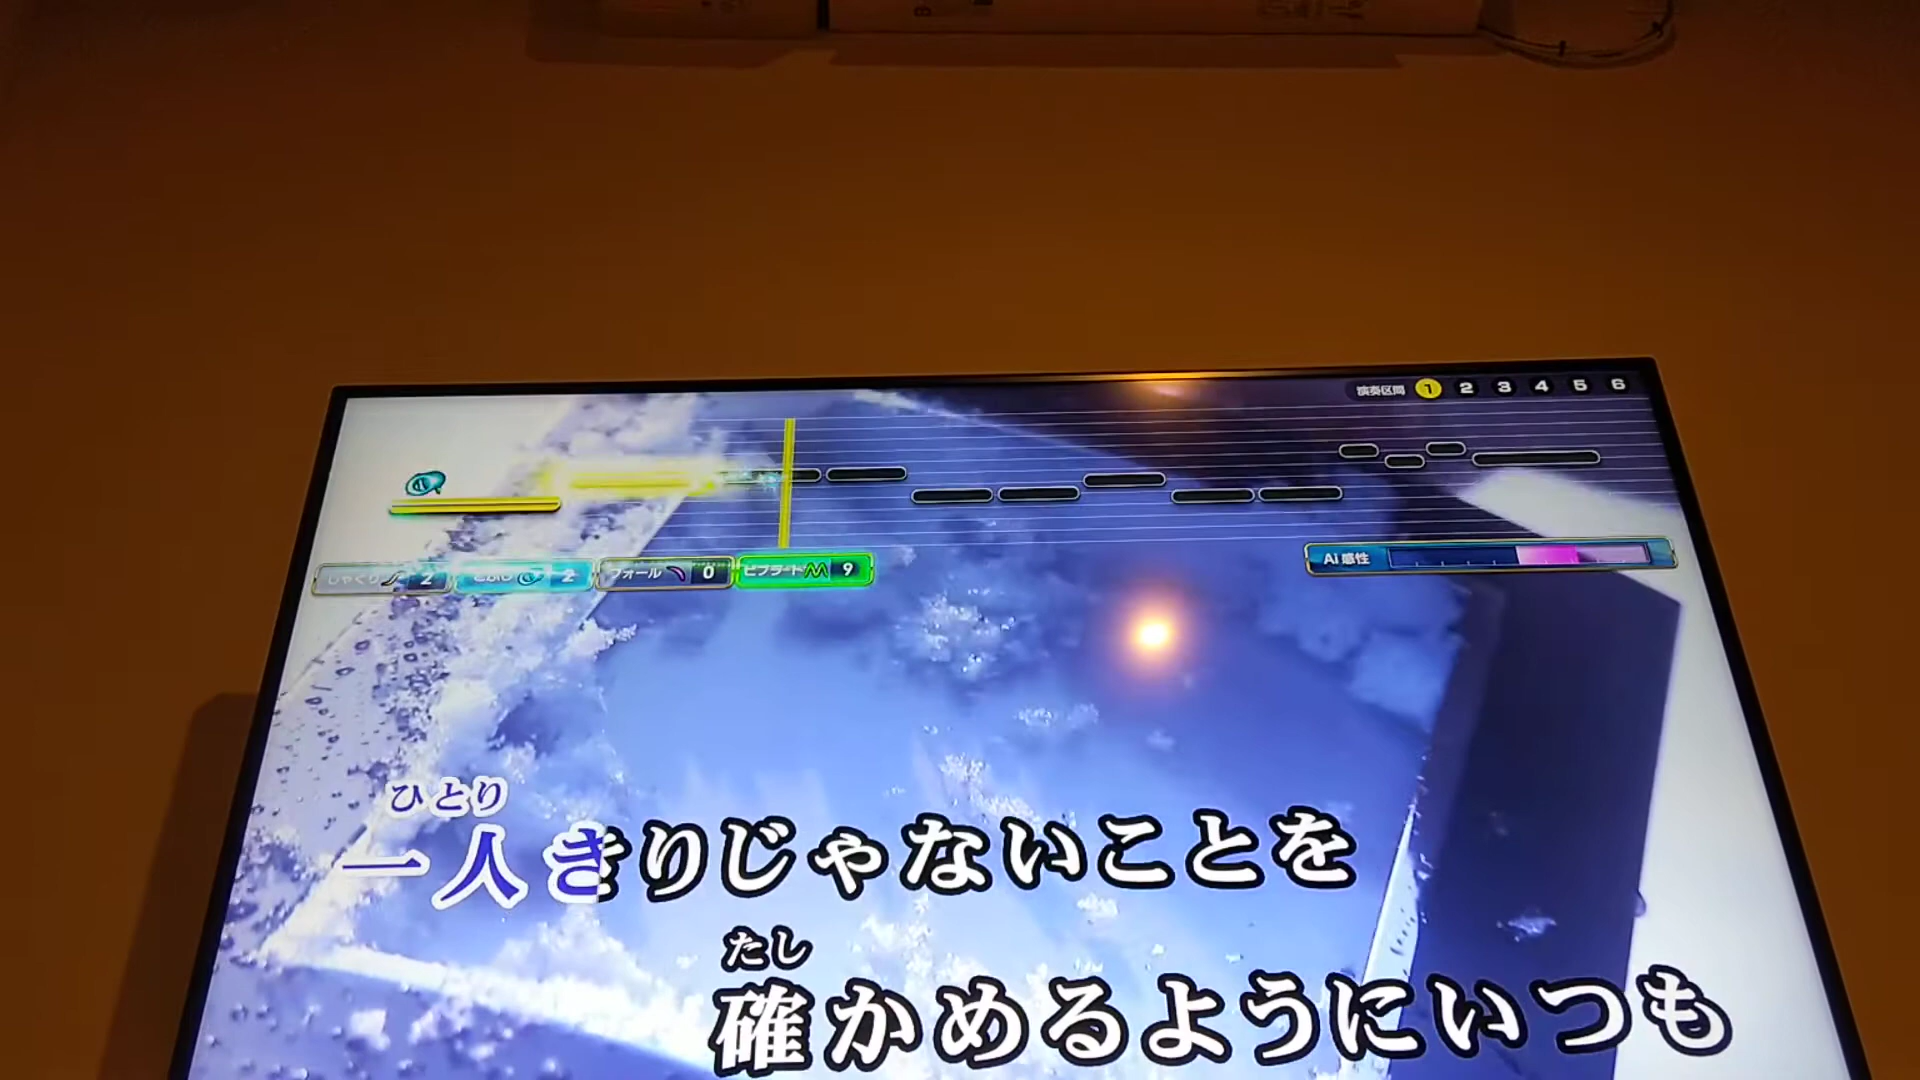 演奏区間 1 2 3 4 5 6
しゃくり 2 こぶし 2 フォール 0 ビブラート 9
AI 感性
ひとり
一人きりじゃないことを
たし
確かめるようにいつも